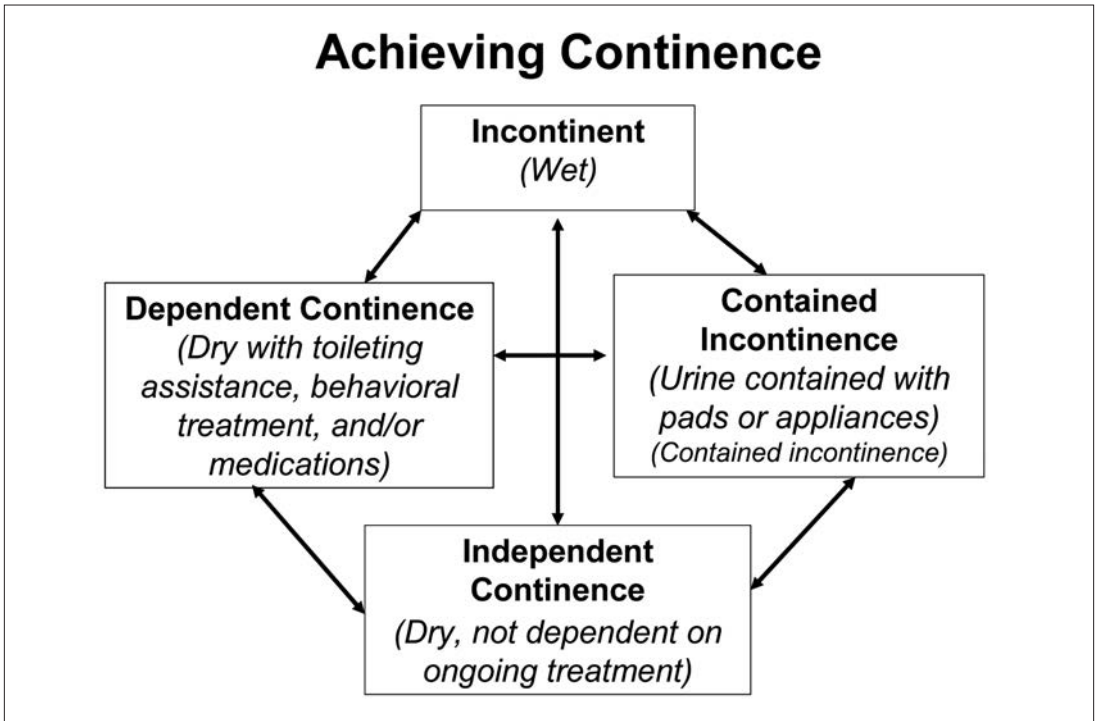 Achieving Continence
Incontinent
(Wet)
Dependent Continence
(Dry with toileting
assistance, behavioral
treatment, and/or
medications)
Contained
Incontinence
(Urine contained with
pads or appliances)
(Contained incontinence)
Independent
Continence
(Dry, not dependent on
ongoing treatment)